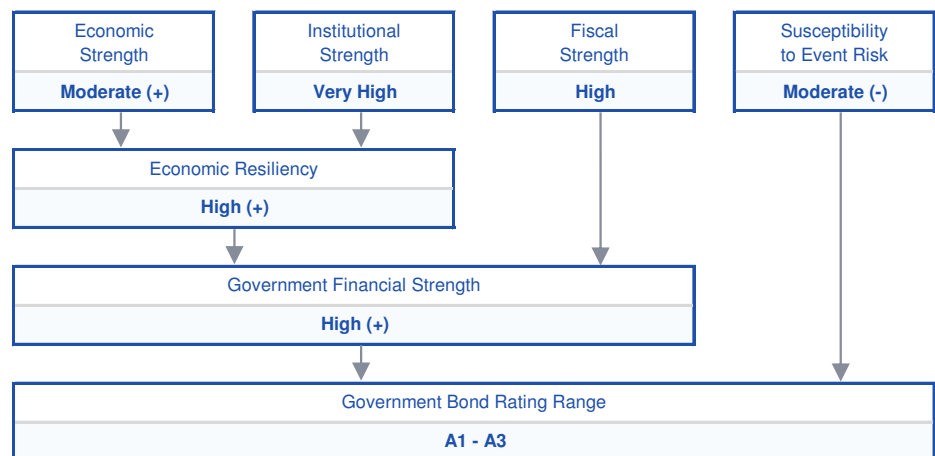 Economic
Strength
Moderate (+)
Institutional
Strength
Very High
Fiscal
Strength
High
Susceptibility
to Event Risk
Moderate (-)
Economic Resiliency
High (+)
Government Financial Strength
High (+)
Government Bond Rating Range
A1 - A3